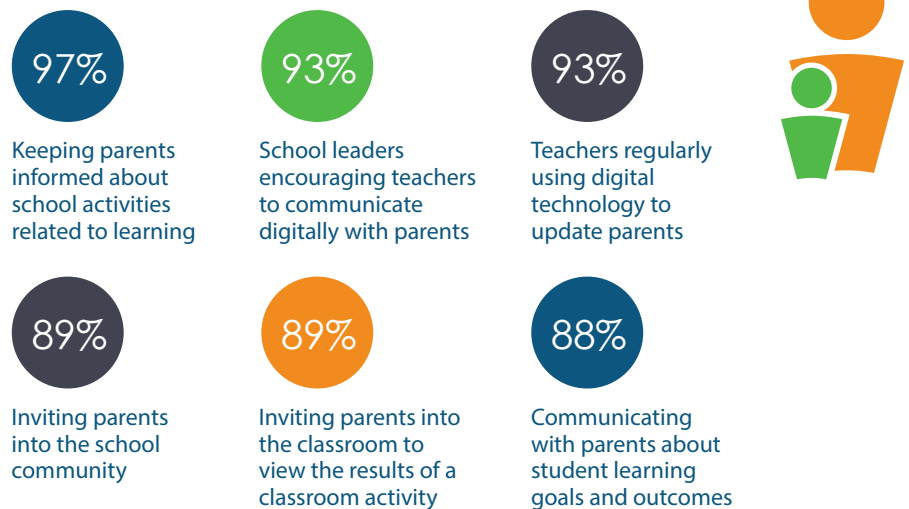 97%
Keeping parents
informed about
school activities
related to learning
93%
School leaders
encouraging teachers
to communicate
digitally with parents
93%
Teachers regularly
using digital
technology to
update parents
89%
Inviting parents
into the school
community
89%
Inviting parents into
the classroom to
view the results of a
classroom activity
88%
Communicating
with parents about
student learning
goals and outcomes